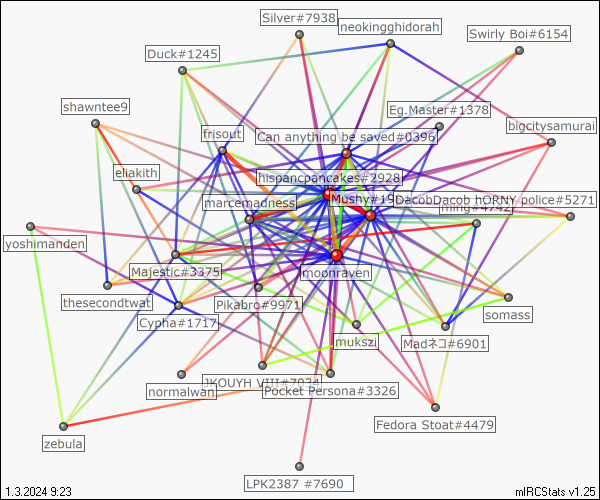 Silver#7938
neokingghidorah
Swirly Boi#6154
Duck#1245
shawntee9
Eg.Master#1378
bigcitysamurai
frisout
Can anything be saved#0396
eliakith
hispancpancakes#2928
marcemadness
Mushy#19
DacobDacob hORNY police#5271
#4742
yoshimanden
Majestic#3375
moonraven
thesecondtwat
Pikabro#9971
Cypha#1717
somass
mukszi
Madネコ#6901
normalwan
JKOUYH VIII#7934
Pocket Persona#3326
Fedora Stoat#4479
zebula
LPK2387 #7690
1.3.2024 9:23
mIRCStats v1.25